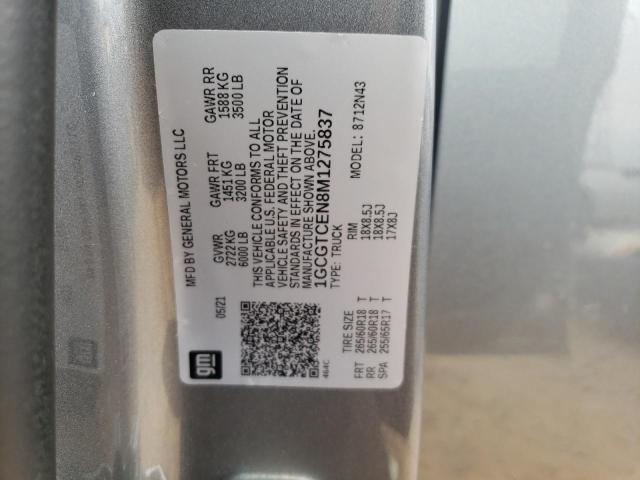 MFD BY GENERAL MOTORS LLC
05/21
GVWR GAWR FRT GAWR RR
2722 KG 1451 KG 1588 KG
6000 LB 3200 LB 3500 LB
THIS VEHICLE CONFORMS TO ALL
APPLICABLE U.S. FEDERAL MOTOR
VEHICLE SAFETY AND THEFT PREVENTION
STANDARDS IN EFFECT ON THE DATE OF
MANUFACTURE SHOWN ABOVE.
1GCGTCEN8M1275837
TYPE: TRUCK MODEL: 8712N43
gm
464C
TIRE SIZE RIM
FRT 265/60R18 T 18X8.5J
RR 265/60R18 T 18X8.5J
SPA 255/65R17 T 17X8J